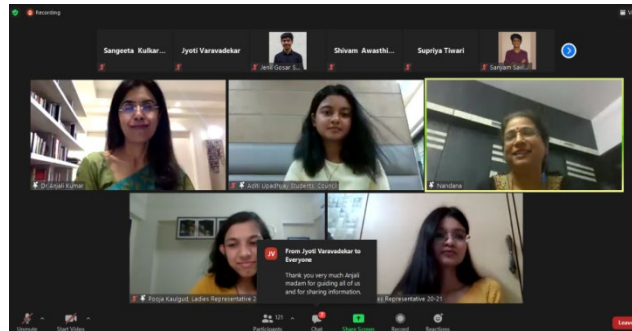 Recording
Sangeeta Kulkar...
Jyoti Varavadekar
Shivam Awasthi...
Supriya Tiwari
Jenil Gosar S...
Sanjam Sai...
Dr Anjali Kumar
Aditi Upadhyay Students' Council
Nandana
JV
From Jyoti Varavadekar to
Everyone
Thank you very much Anjali
madam for guiding all of us
and for sharing information.
Pooja Kaulgud, Ladies Representative 2
ies Representative 20-21
121
Unmute
Start Video
Participants
Chat
Share Screen
Record
Reactions
Leave